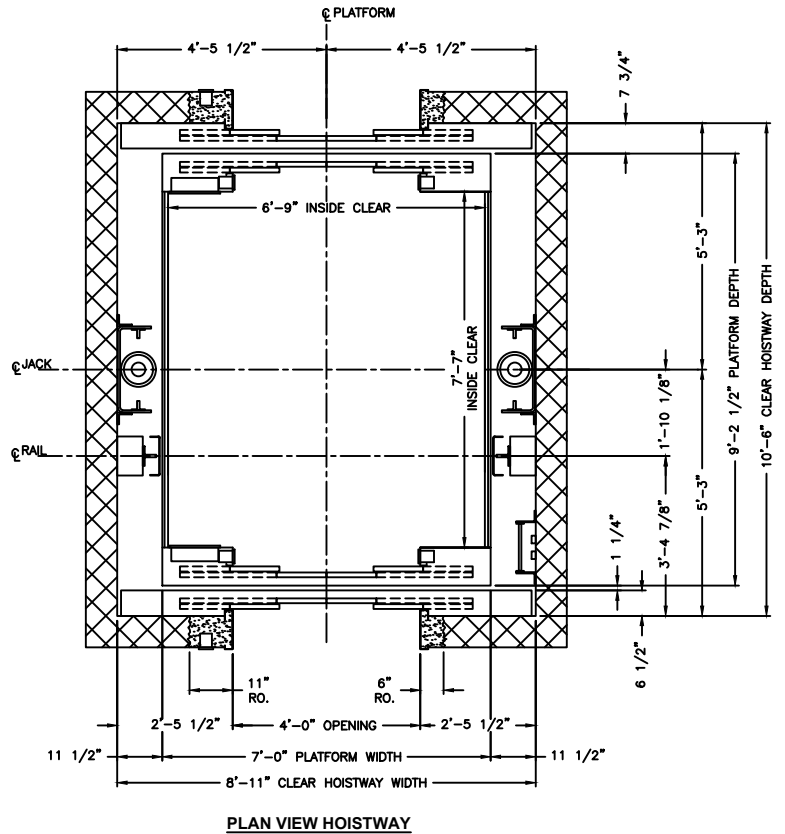 ℄ PLATFORM
4'-5 1/2" 4'-5 1/2"
7 3/4"
6'-9" INSIDE CLEAR
5'-3"
9'-2 1/2" PLATFORM DEPTH
10'-6" CLEAR HOISTWAY DEPTH
7'-7"
INSIDE CLEAR
℄ JACK
1'-10 1/8"
℄ RAIL
5'-3"
3'-4 7/8"
1 1/4"
6 1/2"
11"
RO.
6"
RO.
2'-5 1/2" 4'-0" OPENING 2'-5 1/2"
11 1/2" 7'-0" PLATFORM WIDTH 11 1/2"
8'-11" CLEAR HOISTWAY WIDTH
PLAN VIEW HOISTWAY